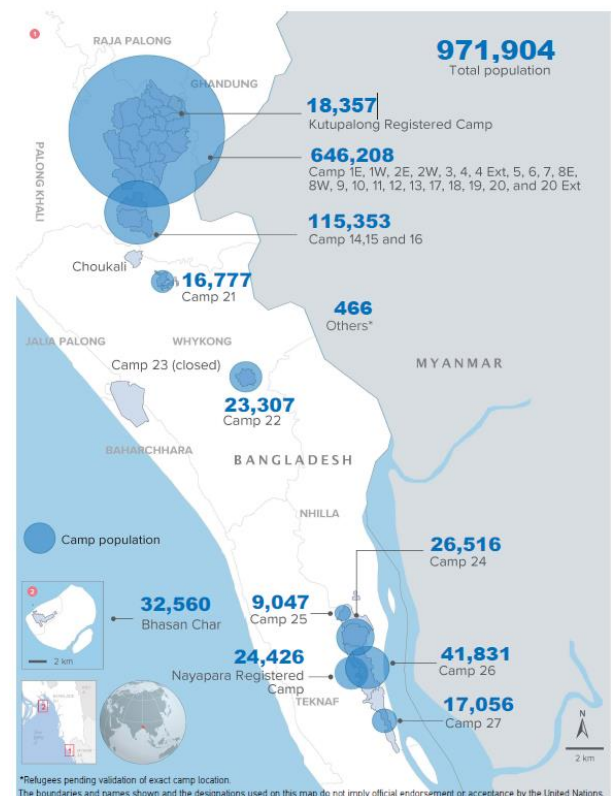 1
RAJA PALONG
971,904
Total population
GHANDUNG
18,357
Kutupalong Registered Camp
646,208
Camp 1E, 1W, 2E, 2W, 3, 4, 4 Ext, 5, 6, 7, 8E,
8W, 9, 10, 11, 12, 13, 17, 18, 19, 20, and 20 Ext
PALONG KHALI
115,353
Camp 14,15 and 16
Choukali
16,777
Camp 21
466
Others*
JALIA PALONG
WHYKONG
Camp 23 (closed)
MYANMAR
23,307
Camp 22
BAHARCHHARA
BANGLADESH
NHILLA
Camp population
26,516
Camp 24
2
32,560
Bhasan Char
2 km
9,047
Camp 25
24,426
Nayapara Registered
Camp
41,831
Camp 26
TEKNAF
17,056
Camp 27
2
1
N
2 km
*Refugees pending validation of exact camp location.
The boundaries and names shown and the designations used on this map do not imply official endorsement or acceptance by the United Nations.